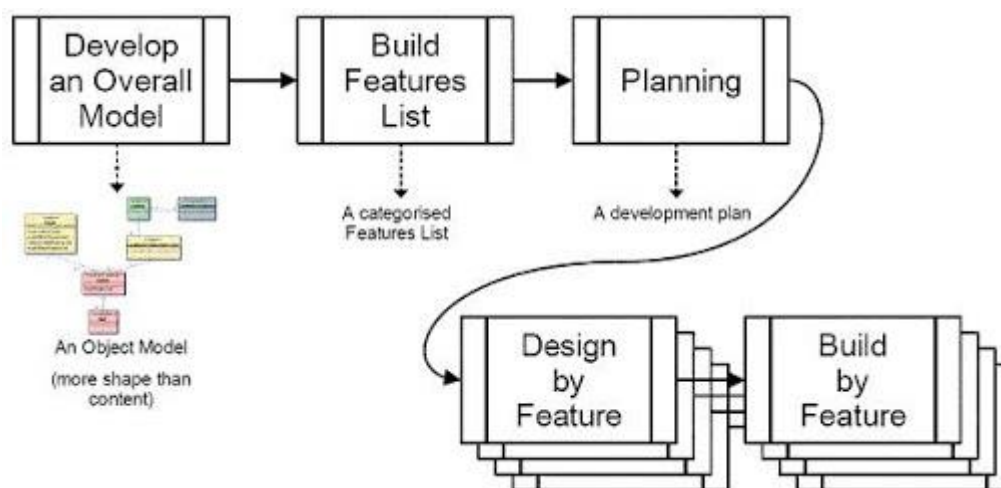 Develop
an Overall
Model
Build
Features
List
Planning
A categorised
Features List
A development plan
An Object Model
(more shape than
content)
Design
by
Feature
Build
by
Feature